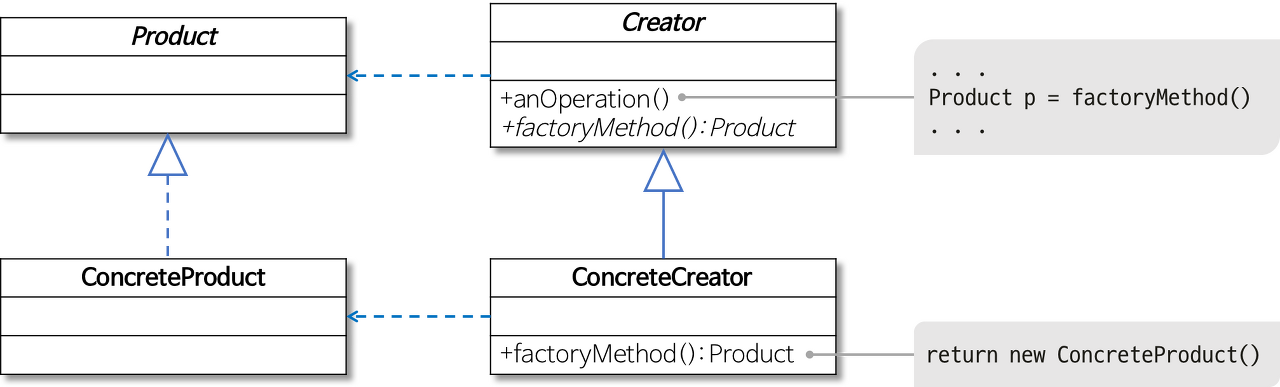 Product
Creator
+anOperation()
+factoryMethod(): Product
. . .
Product p = factoryMethod()
. . .
ConcreteProduct
ConcreteCreator
+factoryMethod(): Product
return new ConcreteProduct()